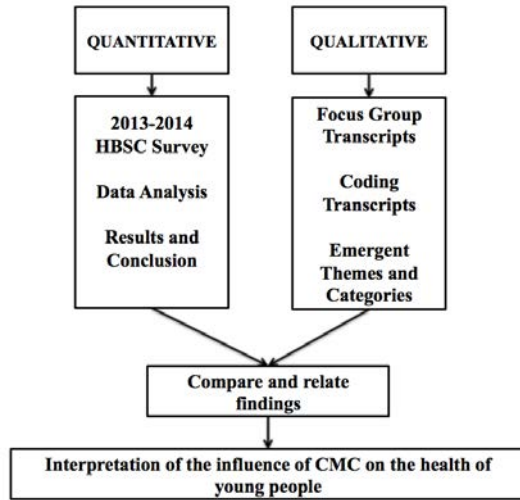 QUANTITATIVE
QUALITATIVE
2013-2014
HBSC Survey
Data Analysis
Results and
Conclusion
Focus Group
Transcripts
Coding
Transcripts
Emergent
Themes and
Categories
Compare and relate
findings
Interpretation of the influence of CMC on the health of
young people